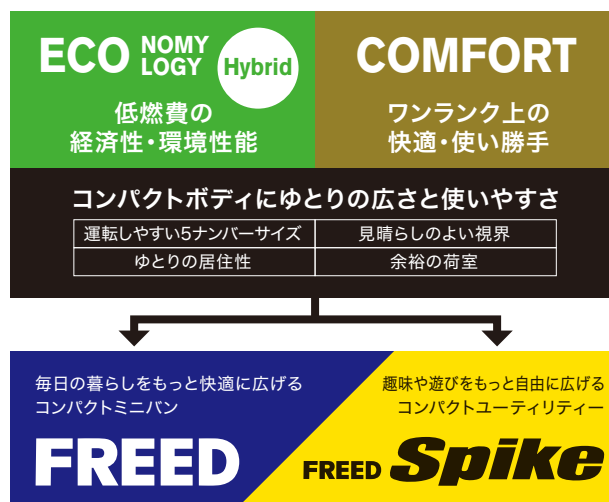 ECO NOMY LOGY Hybrid
低燃費の
経済性・環境性能
COMFORT
ワンランク上の
快適・使い勝手
コンパクトボディにゆとりの広さと使いやすさ
運転しやすい5ナンバーサイズ
見晴らしのよい視界
ゆとりの居住性
余裕の荷室
毎日の暮らしをもっと快適に広げる
コンパクトミニバン
FREED
趣味や遊びをもっと自由に広げる
コンパクトユーティリティー
FREED Spike